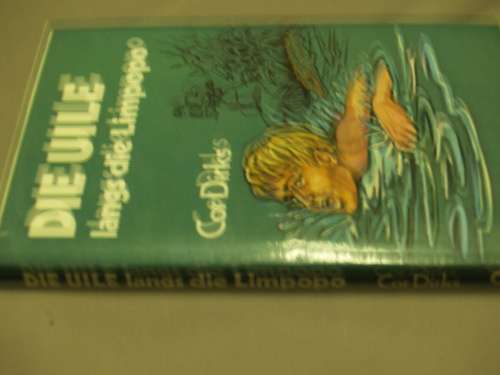 DIE UILE
langs die Limpopo
Cor Dirks
DIE UILE langs die Limpopo Cor Dirks